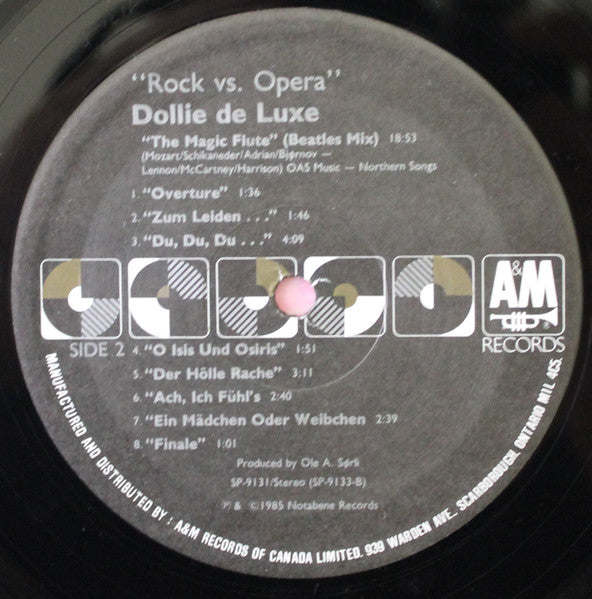 "Rock vs. Opera"
Dollie de Luxe
"The Magic Flute" (Beatles Mix) 18:53
(Mozart/Schikaneder/Adrian/Bjørnov —
Lennon/McCartney/Harrison) OAS Music — Northern Songs
1. "Overture" 1:36
2. "Zum Leiden . . ." 1:46
3. "Du, Du, Du . . ." 4:09
A&M
RECORDS
SIDE 2
4. "O Isis Und Osiris" 1:51
5. "Der Hölle Rache" 3:11
6. "Ach, Ich Fühl's 2:40
7. "Ein Mädchen Oder Weibchen 2:39
8. "Finale" 1:01
Produced by Ole A. Sørli
SP-9131/Stereo (SP-9133-B)
℗ & © 1985 Notabene Records
MANUFACTURED AND DISTRIBUTED BY: A&M RECORDS OF CANADA LIMITED. 939 WARDEN AVE., SCARBOROUGH, ONTARIO M1L 4C5.